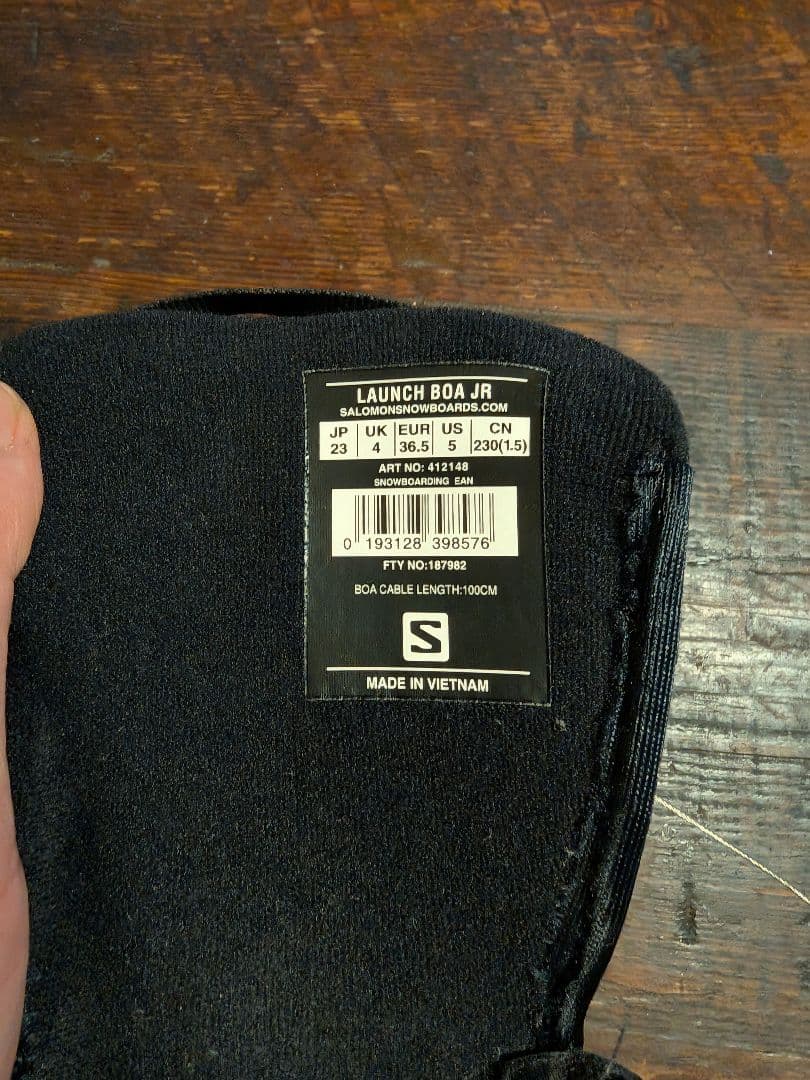 LAUNCH BOA JR
SALOMONSNOWBOARDS.COM
JP UK EUR US CN
23 4 36.5 5 230(1.5)
ART NO: 412148
SNOWBOARDING EAN
0 193128 398576
FTY NO:187982
BOA CABLE LENGTH:100CM
S
MADE IN VIETNAM